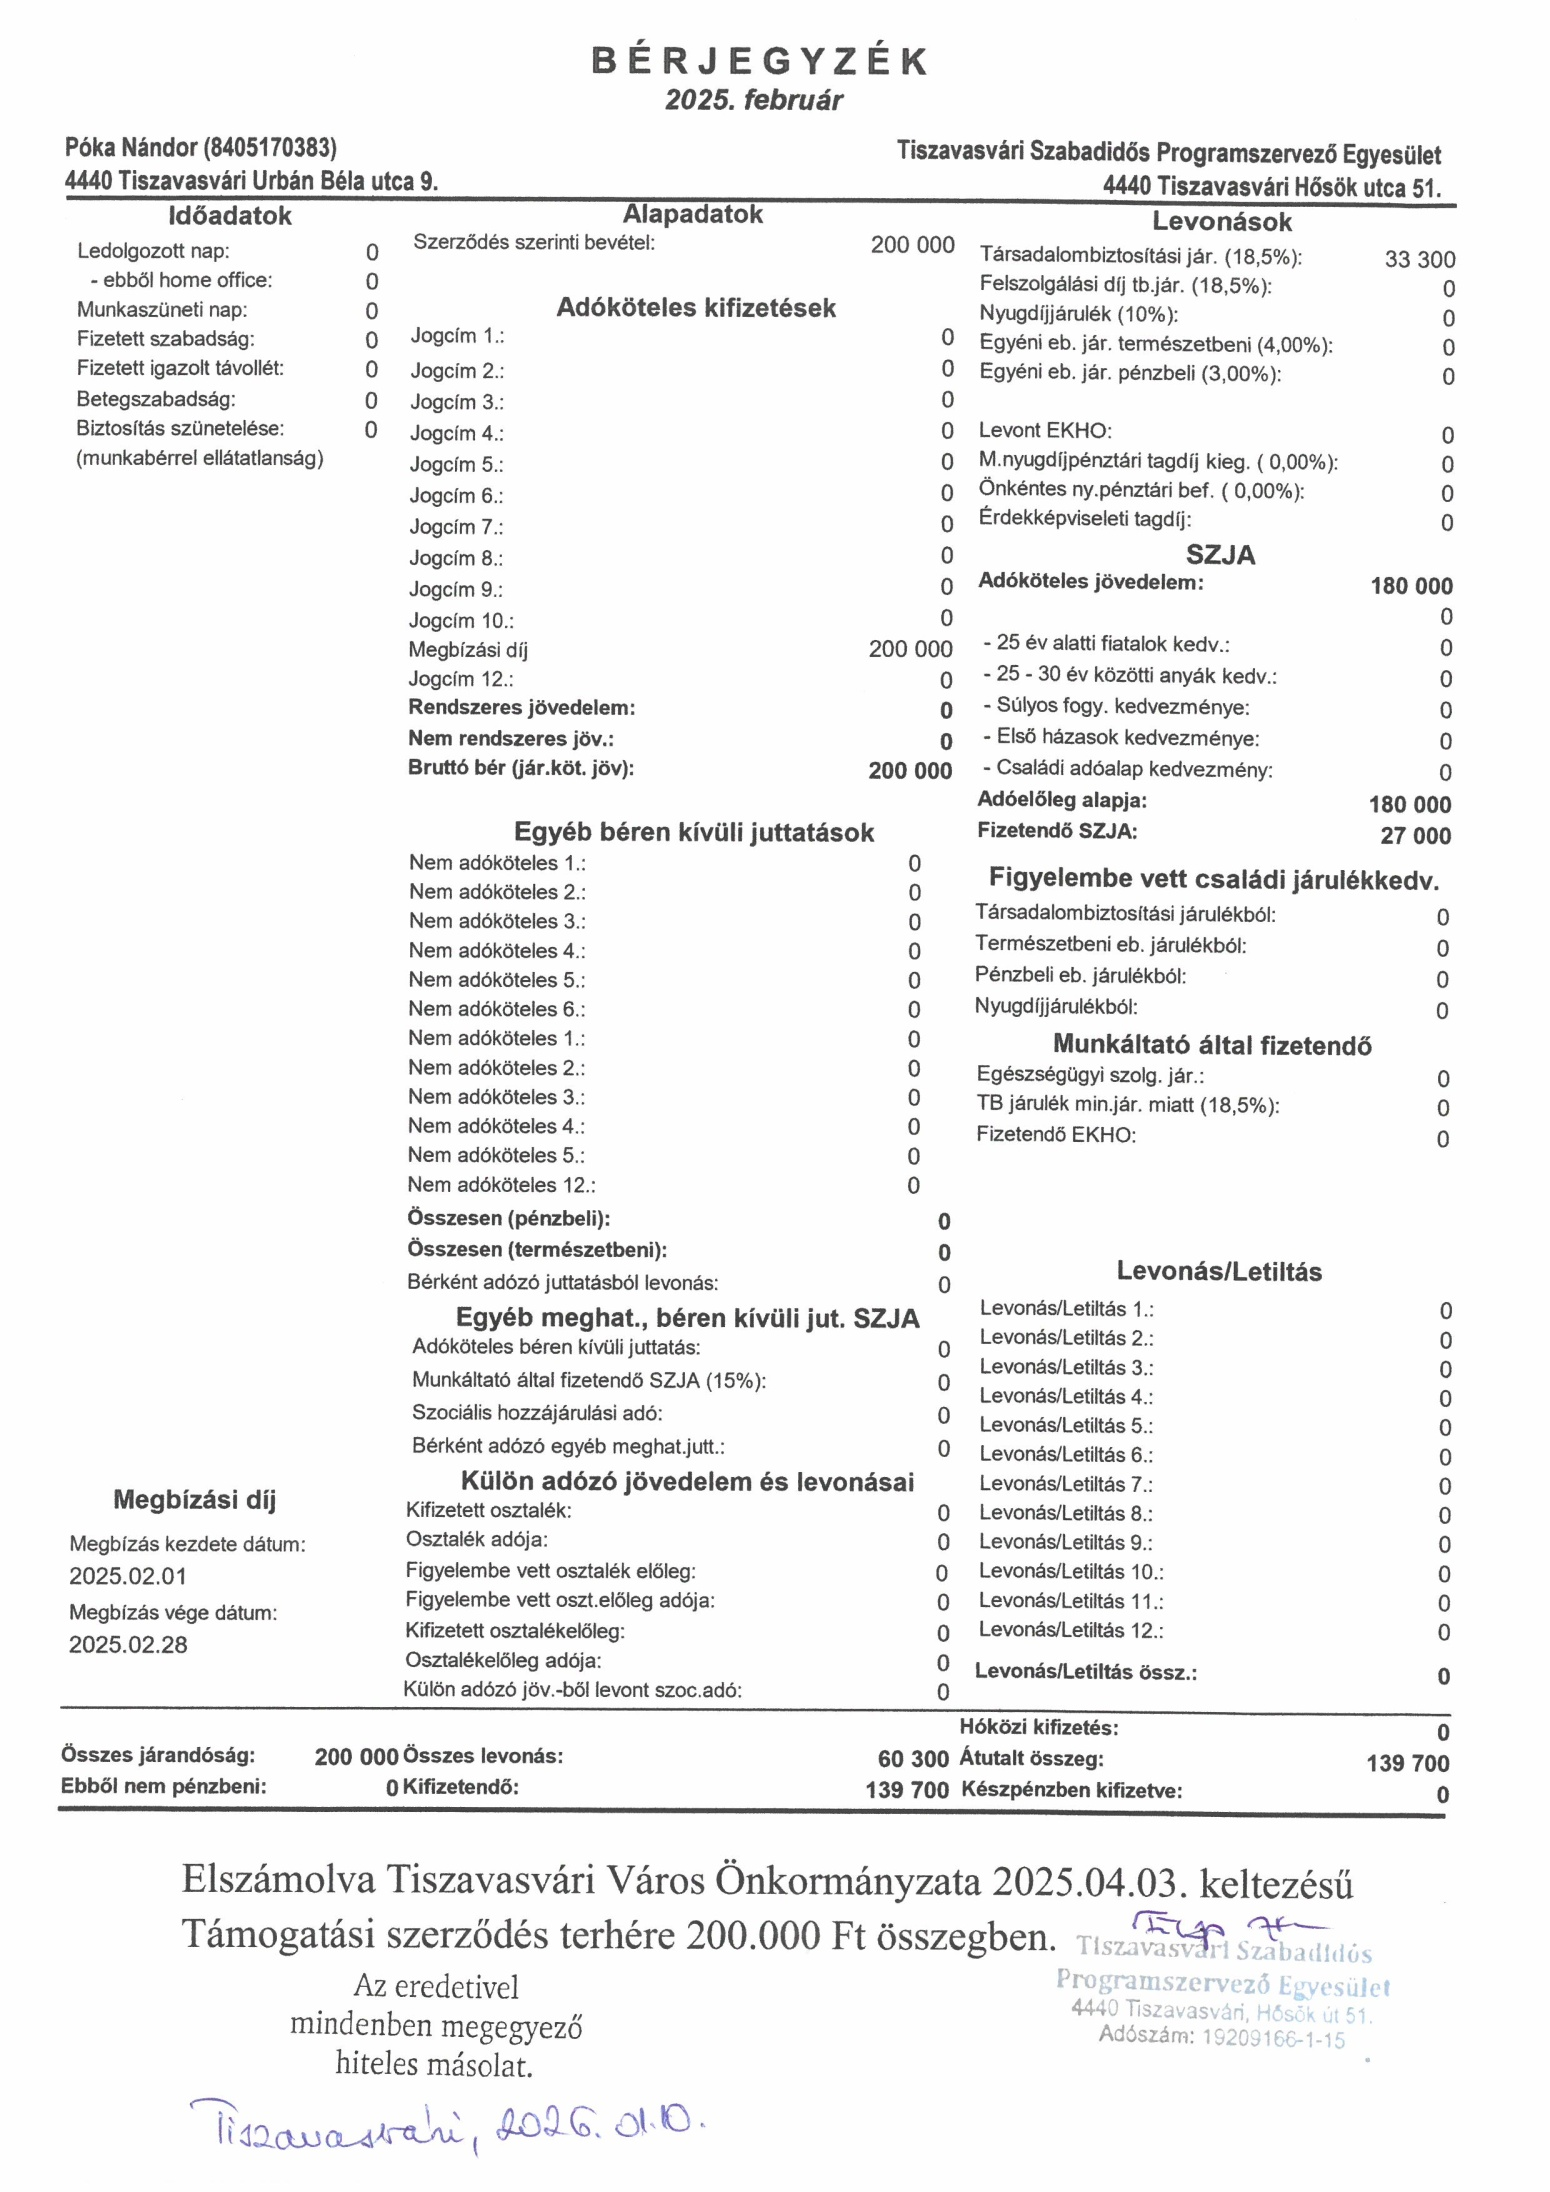 BÉRJEGYZÉK
2025. február
Póka Nándor (8405170383)
4440 Tiszavasvári Urbán Béla utca 9.
Tiszavasvári Szabadidős Programszervező Egyesület
4440 Tiszavasvári Hősök utca 51.
Időadatok
Ledolgozott nap: 0
- ebből home office: 0
Munkaszüneti nap: 0
Fizetett szabadság: 0
Fizetett igazolt távollét: 0
Betegszabadság: 0
Biztosítás szünetelése: 0
(munkabérrel ellátatlanság)
Megbízási díj
Megbízás kezdete dátum:
2025.02.01
Megbízás vége dátum:
2025.02.28
Alapadatok
Szerződés szerinti bevétel: 200 000
Adóköteles kifizetések
Jogcím 1.: 0
Jogcím 2.: 0
Jogcím 3.: 0
Jogcím 4.: 0
Jogcím 5.: 0
Jogcím 6.: 0
Jogcím 7.: 0
Jogcím 8.: 0
Jogcím 9.: 0
Jogcím 10.: 0
Megbízási díj 200 000
Jogcím 12.: 0
Rendszeres jövedelem: 0
Nem rendszeres jöv.: 0
Bruttó bér (jár.köt. jöv): 200 000
Egyéb béren kívüli juttatások
Nem adóköteles 1.: 0
Nem adóköteles 2.: 0
Nem adóköteles 3.: 0
Nem adóköteles 4.: 0
Nem adóköteles 5.: 0
Nem adóköteles 6.: 0
Nem adóköteles 1.: 0
Nem adóköteles 2.: 0
Nem adóköteles 3.: 0
Nem adóköteles 4.: 0
Nem adóköteles 5.: 0
Nem adóköteles 12.: 0
Összesen (pénzbeli): 0
Összesen (természetbeni): 0
Bérként adózó juttatásból levonás: 0
Egyéb meghat., béren kívüli jut. SZJA
Adóköteles béren kívüli juttatás: 0
Munkáltató által fizetendő SZJA (15%): 0
Szociális hozzájárulási adó: 0
Bérként adózó egyéb meghat.jutt.: 0
Külön adózó jövedelem és levonásai
Kifizetett osztalék: 0
Osztalék adója: 0
Figyelembe vett osztalék előleg: 0
Figyelembe vett oszt.előleg adója: 0
Kifizetett osztalékelőleg: 0
Osztalékelőleg adója: 0
Külön adózó jöv.-ből levont szoc.adó: 0
Levonások
Társadalombiztosítási jár. (18,5%): 33 300
Felszolgálási díj tb.jár. (18,5%): 0
Nyugdíjjárulék (10%): 0
Egyéni eb. jár. természetbeni (4,00%): 0
Egyéni eb. jár. pénzbeli (3,00%): 0
Levont EKHO: 0
M.nyugdíjpénztári tagdíj kieg. ( 0,00%): 0
Önkéntes ny.pénztári bef. ( 0,00%): 0
Érdekképviseleti tagdíj: 0
SZJA
Adóköteles jövedelem: 180 000
0
- 25 év alatti fiatalok kedv.: 0
- 25 - 30 év közötti anyák kedv.: 0
- Súlyos fogy. kedvezménye: 0
- Első házasok kedvezménye: 0
- Családi adóalap kedvezmény: 0
Adóelőleg alapja: 180 000
Fizetendő SZJA: 27 000
Figyelembe vett családi járulékkedv.
Társadalombiztosítási járulékból: 0
Természetbeni eb. járulékból: 0
Pénzbeli eb. járulékból: 0
Nyugdíjjárulékból: 0
Munkáltató által fizetendő
Egészségügyi szolg. jár.: 0
TB járulék min.jár. miatt (18,5%): 0
Fizetendő EKHO: 0
Levonás/Letiltás
Levonás/Letiltás 1.: 0
Levonás/Letiltás 2.: 0
Levonás/Letiltás 3.: 0
Levonás/Letiltás 4.: 0
Levonás/Letiltás 5.: 0
Levonás/Letiltás 6.: 0
Levonás/Letiltás 7.: 0
Levonás/Letiltás 8.: 0
Levonás/Letiltás 9.: 0
Levonás/Letiltás 10.: 0
Levonás/Letiltás 11.: 0
Levonás/Letiltás 12.: 0
Levonás/Letiltás össz.: 0
Hóközi kifizetés: 0
Összes járandóság: 200 000 Összes levonás: 60 300 Átutalt összeg: 139 700
Ebből nem pénzbeni: 0 Kifizetendő: 139 700 Készpénzben kifizetve: 0
Elszámolva Tiszavasvári Város Önkormányzata 2025.04.03. keltezésű
Támogatási szerződés terhére 200.000 Ft összegben.
Tiszavasvári Szabadidős
Programszervező Egyesület
4440 Tiszavasvári, Hősök út 51.
Adószám: 19209166-1-15
Az eredetivel
mindenben megegyező
hiteles másolat.
Tiszavasvári, 2026.01.10.